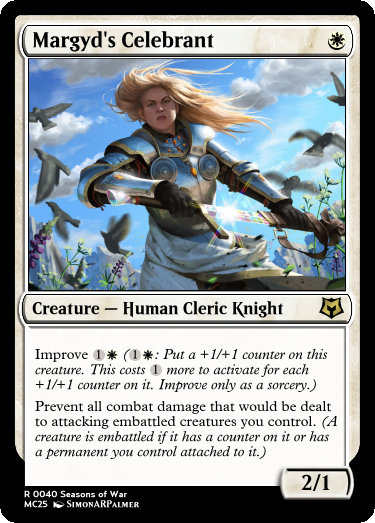 Margyd's Celebrant
Creature — Human Cleric Knight
Improve 1 (1: Put a +1/+1 counter on this
creature. This costs 1 more to activate for each
+1/+1 counter on it. Improve only as a sorcery.)
Prevent all combat damage that would be dealt
to attacking embattled creatures you control. (A
creature is embattled if it has a counter on it or has
a permanent you control attached to it.)
2/1
R 0040 Seasons of War
MC25 SimonARPalmer